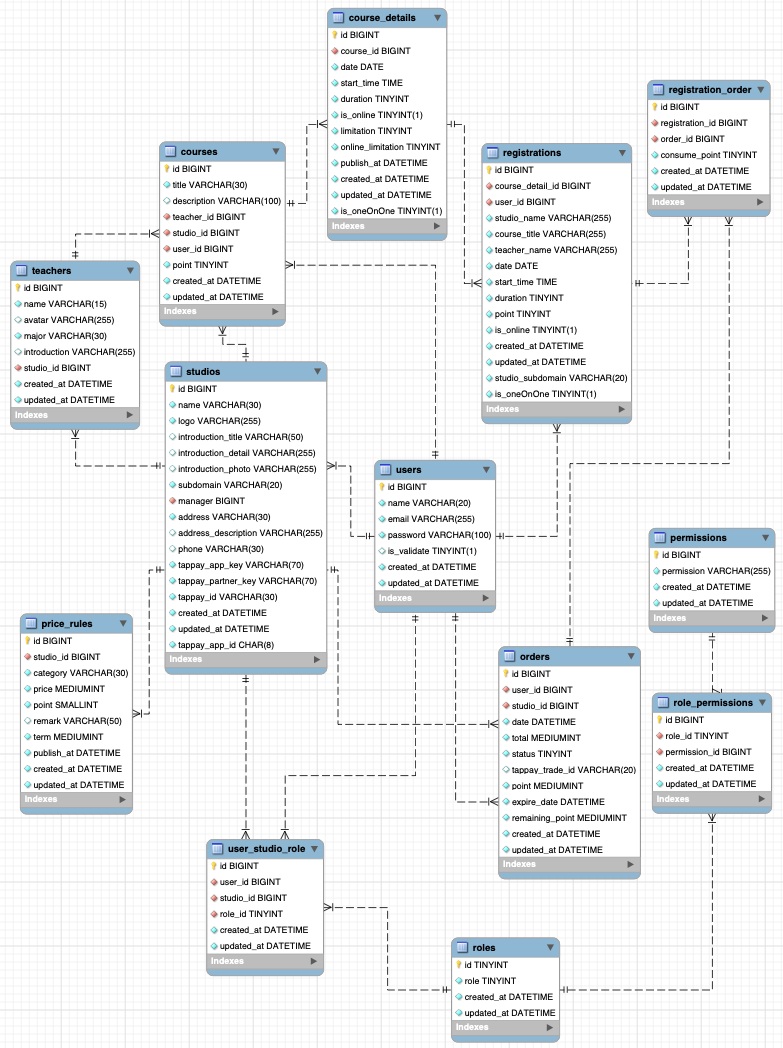 course_details
id BIGINT
course_id BIGINT
date DATE
start_time TIME
duration TINYINT
is_online TINYINT(1)
limitation TINYINT
online_limitation TINYINT
publish_at DATETIME
created_at DATETIME
updated_at DATETIME
is_oneOnOne TINYINT(1)
Indexes
registration_order
id BIGINT
registration_id BIGINT
order_id BIGINT
consume_point TINYINT
created_at DATETIME
updated_at DATETIME
Indexes
courses
id BIGINT
title VARCHAR(30)
description VARCHAR(100)
teacher_id BIGINT
studio_id BIGINT
user_id BIGINT
point TINYINT
created_at DATETIME
updated_at DATETIME
Indexes
registrations
id BIGINT
course_detail_id BIGINT
user_id BIGINT
studio_name VARCHAR(255)
course_title VARCHAR(255)
teacher_name VARCHAR(255)
date DATE
start_time TIME
duration TINYINT
point TINYINT
is_online TINYINT(1)
created_at DATETIME
updated_at DATETIME
studio_subdomain VARCHAR(20)
is_oneOnOne TINYINT(1)
Indexes
teachers
id BIGINT
name VARCHAR(15)
avatar VARCHAR(255)
major VARCHAR(30)
introduction VARCHAR(255)
studio_id BIGINT
created_at DATETIME
updated_at DATETIME
Indexes
studios
id BIGINT
name VARCHAR(30)
logo VARCHAR(255)
introduction_title VARCHAR(50)
introduction_detail VARCHAR(255)
introduction_photo VARCHAR(255)
subdomain VARCHAR(20)
manager BIGINT
address VARCHAR(30)
address_description VARCHAR(255)
phone VARCHAR(30)
tappay_app_key VARCHAR(70)
tappay_partner_key VARCHAR(70)
tappay_id VARCHAR(30)
created_at DATETIME
updated_at DATETIME
tappay_app_id CHAR(8)
Indexes
users
id BIGINT
name VARCHAR(20)
email VARCHAR(255)
password VARCHAR(100)
is_validate TINYINT(1)
created_at DATETIME
updated_at DATETIME
Indexes
permissions
id BIGINT
permission VARCHAR(255)
created_at DATETIME
updated_at DATETIME
Indexes
price_rules
id BIGINT
studio_id BIGINT
category VARCHAR(30)
price MEDIUMINT
point SMALLINT
remark VARCHAR(50)
term MEDIUMINT
publish_at DATETIME
created_at DATETIME
updated_at DATETIME
Indexes
orders
id BIGINT
user_id BIGINT
studio_id BIGINT
date DATETIME
total MEDIUMINT
status TINYINT
tappay_trade_id VARCHAR(20)
point MEDIUMINT
expire_date DATETIME
remaining_point MEDIUMINT
created_at DATETIME
updated_at DATETIME
Indexes
role_permissions
id BIGINT
role_id TINYINT
permission_id BIGINT
created_at DATETIME
updated_at DATETIME
Indexes
user_studio_role
id BIGINT
user_id BIGINT
studio_id BIGINT
role_id TINYINT
created_at DATETIME
updated_at DATETIME
Indexes
roles
id TINYINT
role TINYINT
created_at DATETIME
updated_at DATETIME
Indexes